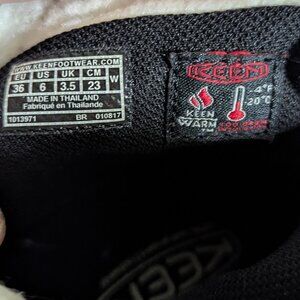 WWW.KEENFOOTWEAR.COM
EU US UK CM W
36 6 3.5 23
MADE IN THAILAND
Fabriqué en Thaïlande
1013971 BR 010817
KEEN
-4°F
-20°C
KEEN
WARM
KEEN